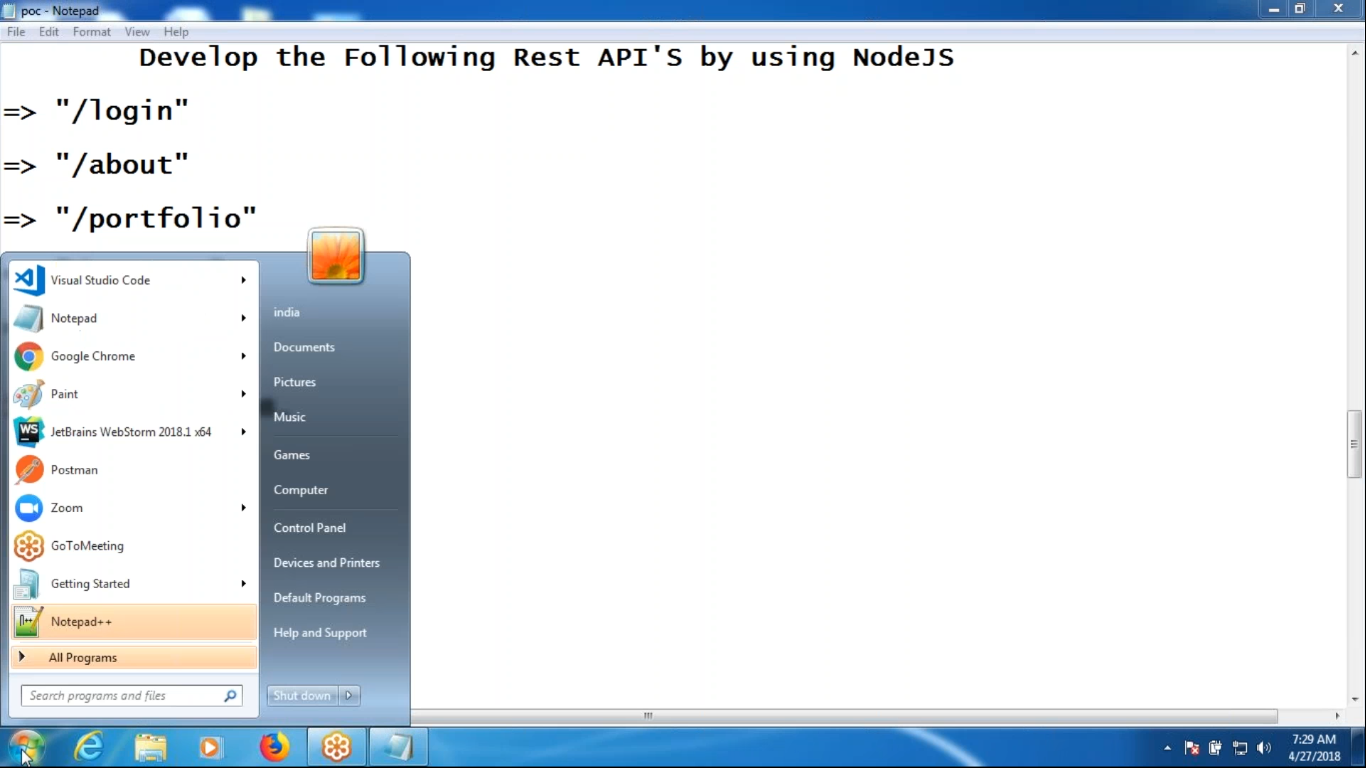 poc - Notepad
File Edit Format View Help
Develop the Following Rest API'S by using NodeJS
=> "/login"
=> "/about"
=> "/portfolio"
Visual Studio Code
Notepad
Google Chrome
Paint
JetBrains WebStorm 2018.1 x64
Postman
Zoom
GoToMeeting
Getting Started
Notepad++
All Programs
Search programs and files
india
Documents
Pictures
Music
Games
Computer
Control Panel
Devices and Printers
Default Programs
Help and Support
Shut down
7:29 AM
4/27/2018